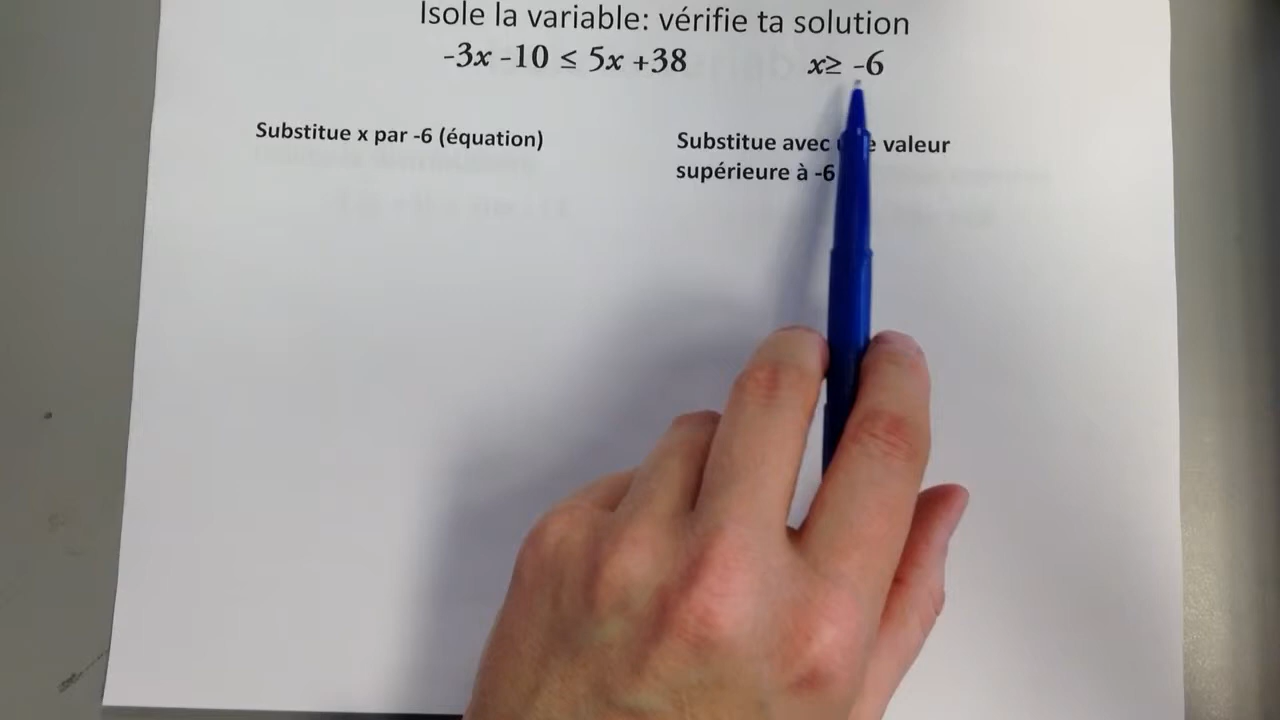 Isole la variable: vérifie ta solution
-3x -10 ≤ 5x +38 x≥ -6
Substitue x par -6 (équation)
Substitue avec valeur
supérieure à -6